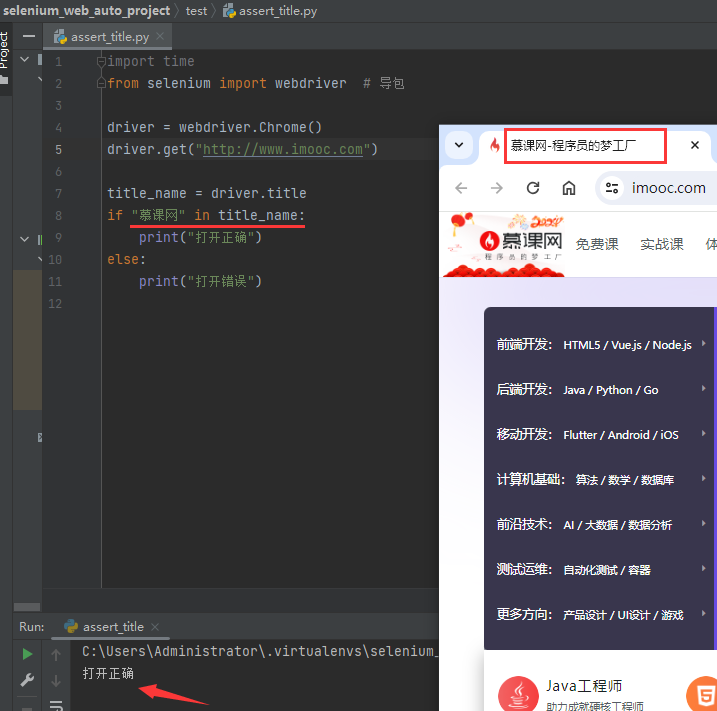 selenium_web_auto_project › test › assert_title.py
Project
assert_title.py ×
1 import time
2 from selenium import webdriver # 导包
3
4 driver = webdriver.Chrome()
5 driver.get("http://www.imooc.com")
6
7 title_name = driver.title
8 if "慕课网" in title_name:
9 print("打开正确")
10 else:
11 print("打开错误")
12
慕课网-程序员的梦工厂 ×
imooc.com
2024
慕课网 免费课 实战课 体
程序员的梦工厂
前端开发: HTML5 / Vue.js / Node.js
后端开发: Java / Python / Go
移动开发: Flutter / Android / iOS
计算机基础: 算法 / 数学 / 数据库
前沿技术: AI / 大数据 / 数据分析
测试运维: 自动化测试 / 容器
更多方向: 产品设计 / UI设计 / 游戏
Java工程师
助力成就硬核工程师
Run: assert_title ×
C:\Users\Administrator\.virtualenvs\selenium_
打开正确